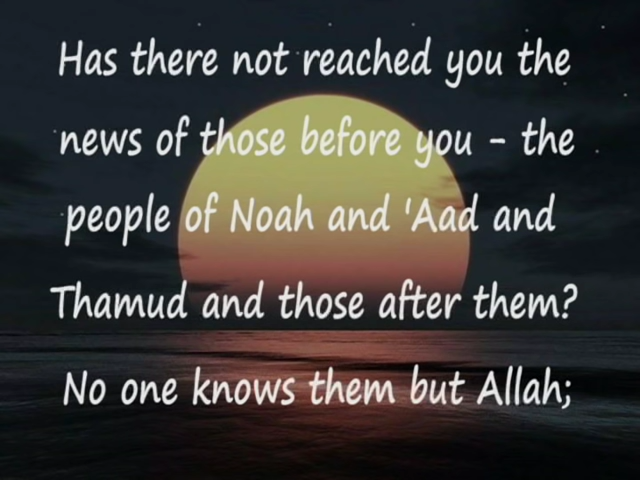 Has there not reached you the
news of those before you - the
people of Noah and 'Aad and
Thamud and those after them?
No one knows them but Allah;